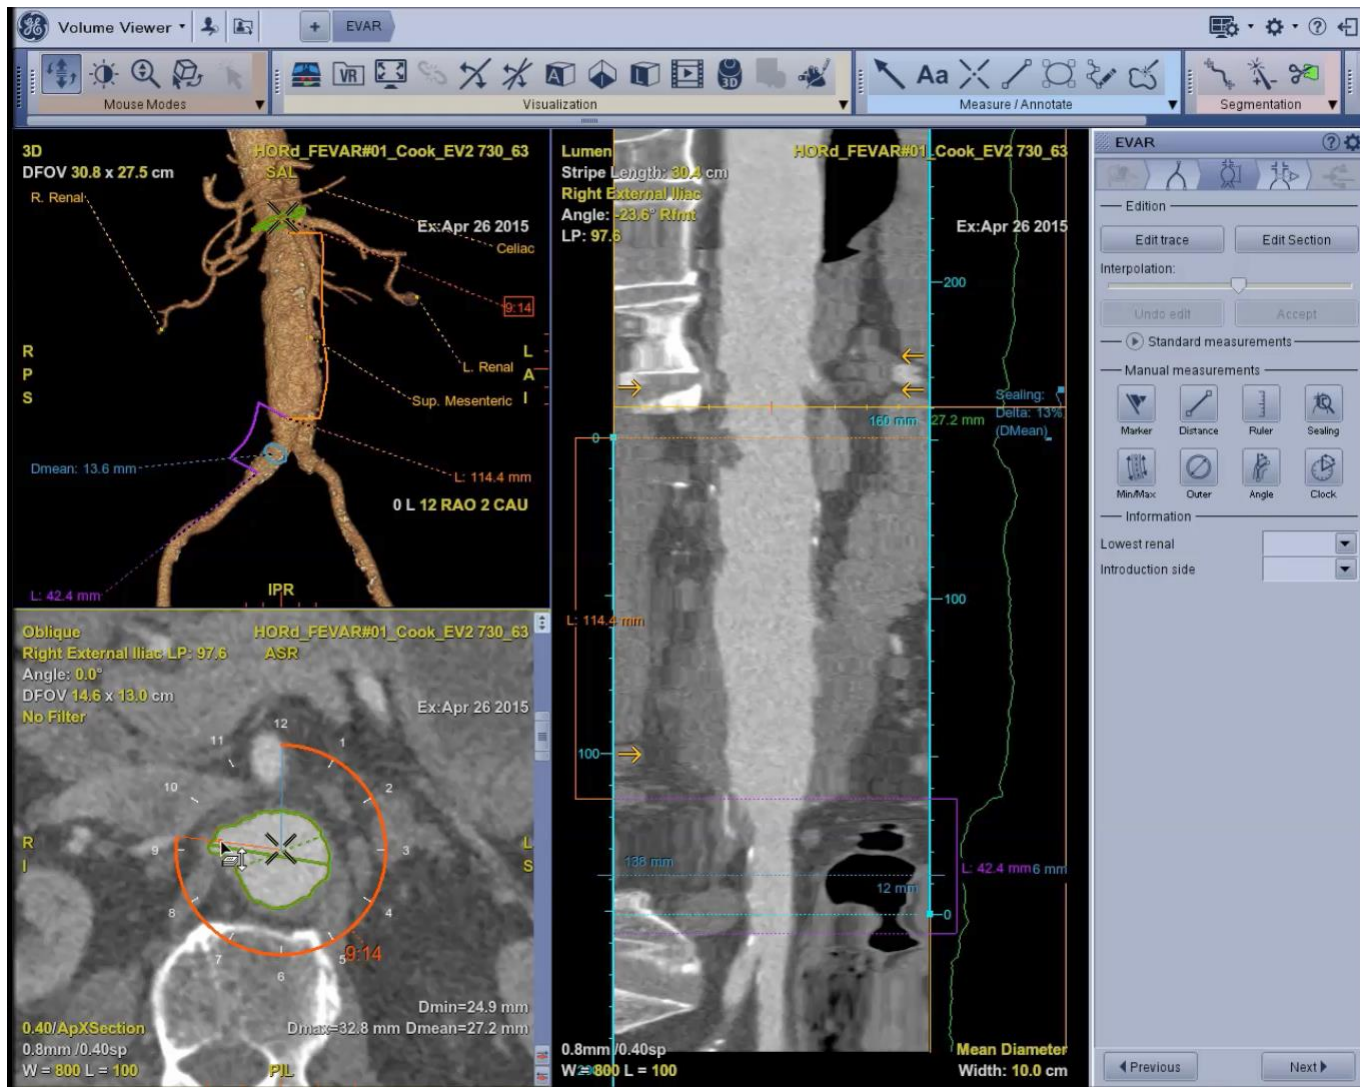 Volume Viewer
EVAR
Mouse Modes
VR
3D
Aa
Visualization
Measure / Annotate
Segmentation
3D
DFOV 30.8 x 27.5 cm
HORd_FEVAR#01_Cook_EV2 730_63
SAL
R. Renal
Ex:Apr 26 2015
Celiac
9:14
R
P
S
L
A
I
L. Renal
Sup. Mesenteric
Dmean: 13.6 mm
L: 114.4 mm
0 L 12 RAO 2 CAU
L: 42.4 mm
IPR
Oblique
HORd_FEVAR#01_Cook_EV2 730_63
Right External Iliac LP: 97.6
ASR
Angle: 0.0°
DFOV 14.6 x 13.0 cm
No Filter
Ex:Apr 26 2015
12
1
2
3
4
5
6
7
8
9
10
11
R
I
L
S
9:14
Dmin=24.9 mm
Dmax=32.8 mm Dmean=27.2 mm
0.40/ApXSection
0.8mm /0.40sp
W = 800 L = 100
PIL
Lumen
HORd_FEVAR#01_Cook_EV2 730_63
Stripe Length: 30.4 cm
Right External Iliac
Angle: -23.6°
LP: 97.6
Ex:Apr 26 2015
200
Sealing:
Delta: 13%
(DMean)
160 mm
27.2 mm
0
100
L: 114.4 mm
100
138 mm
12 mm
L: 42.4 mm
6 mm
0
0.8mm /0.40sp
W = 800 L = 100
Mean Diameter
Width: 10.0 cm
EVAR
Edition
Edit trace
Edit Section
Interpolation:
Undo edit
Accept
Standard measurements
Manual measurements
Marker
Distance
Ruler
Sealing
Min/Max
Outer
Angle
Clock
Information
Lowest renal
Introduction side
Previous
Next